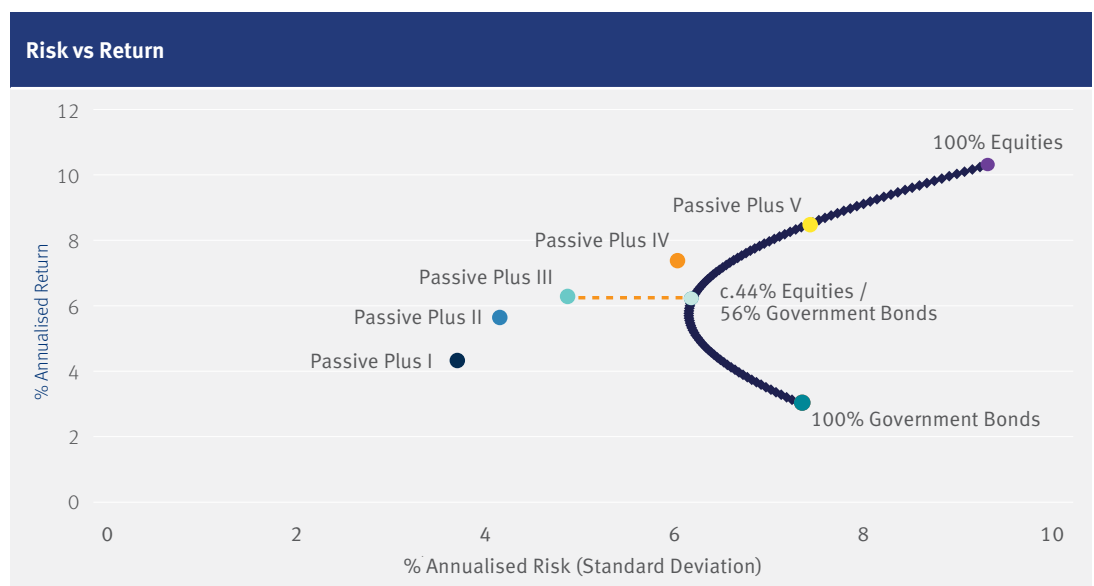 Risk vs Return
12
100% Equities
10
Passive Plus V
8
Passive Plus IV
Passive Plus III
c.44% Equities /
6
56% Government Bonds
Passive Plus II
Passive Plus I
4
100% Government Bonds
2
0
% Annualised Return
0 2 4 6 8 10
% Annualised Risk (Standard Deviation)